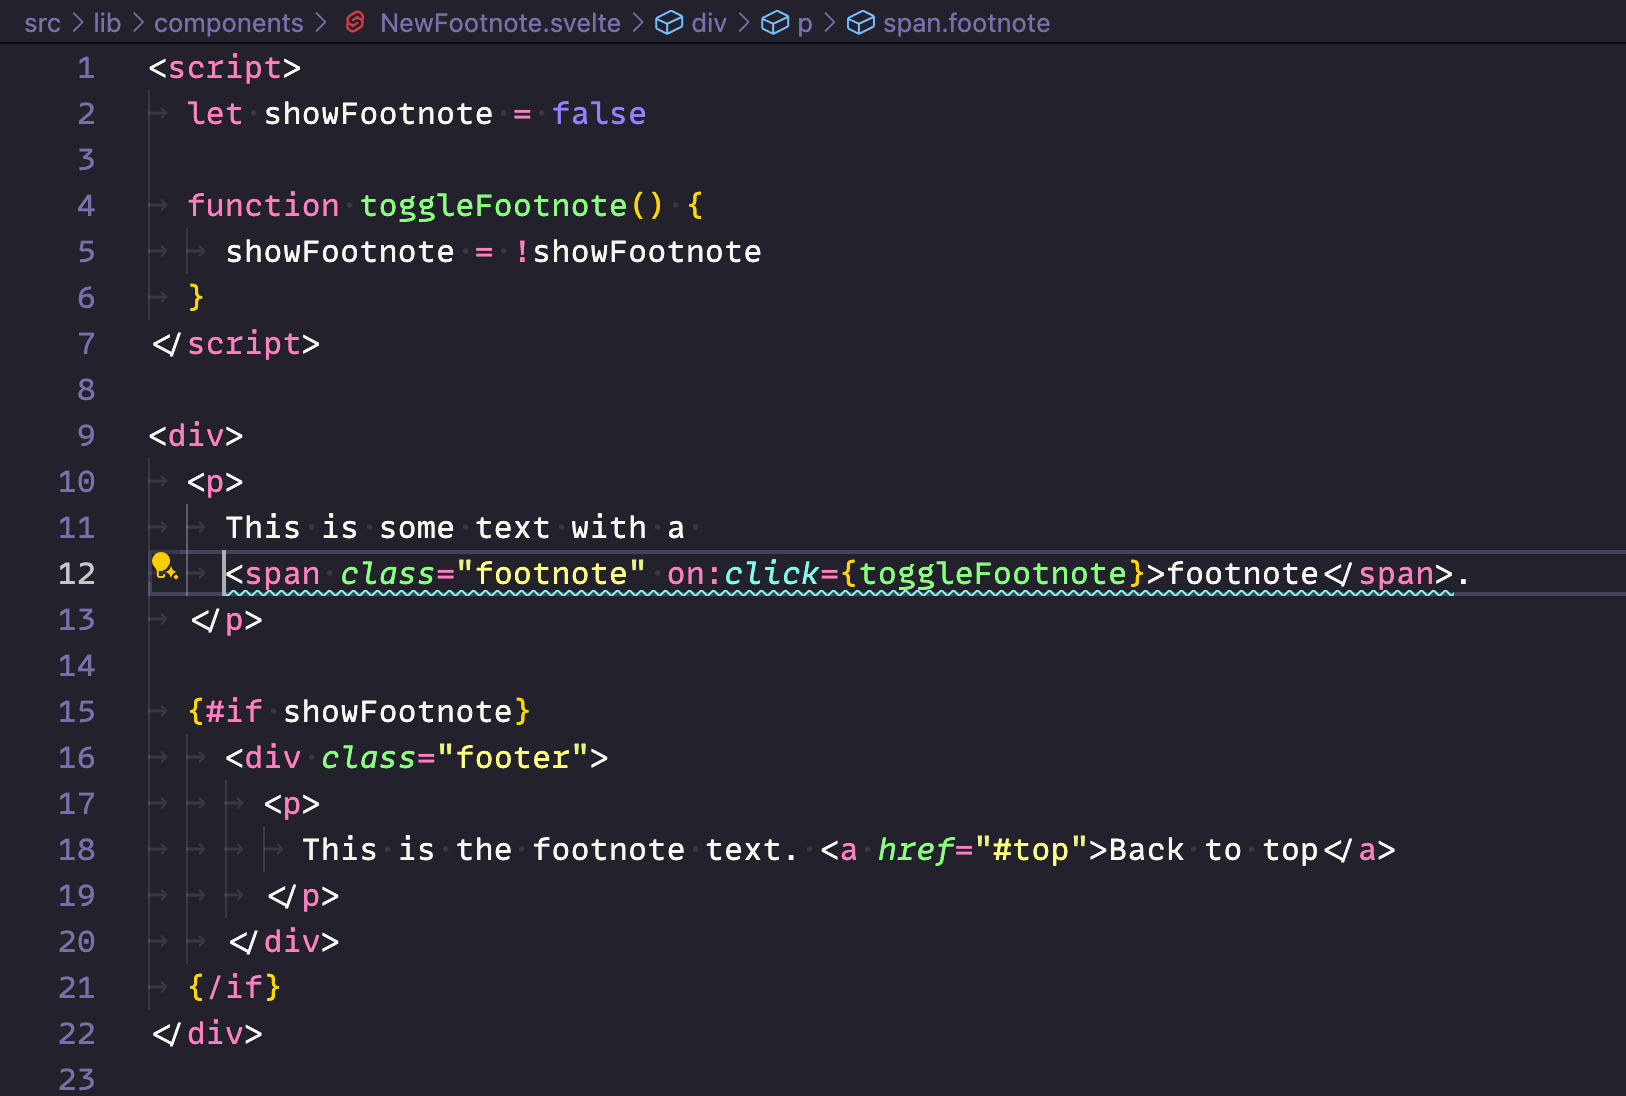 src > lib > components > NewFootnote.svelte > div > p > span.footnote
1 <script>
2 let showFootnote = false
3
4 function toggleFootnote() {
5 showFootnote = !showFootnote
6 }
7 </script>
8
9 <div>
10 <p>
11 This is some text with a
12 <span class="footnote" on:click={toggleFootnote}>footnote</span>.
13 </p>
14
15 {#if showFootnote}
16 <div class="footer">
17 <p>
18 This is the footnote text. <a href="#top">Back to top</a>
19 </p>
20 </div>
21 {/if}
22 </div>
23